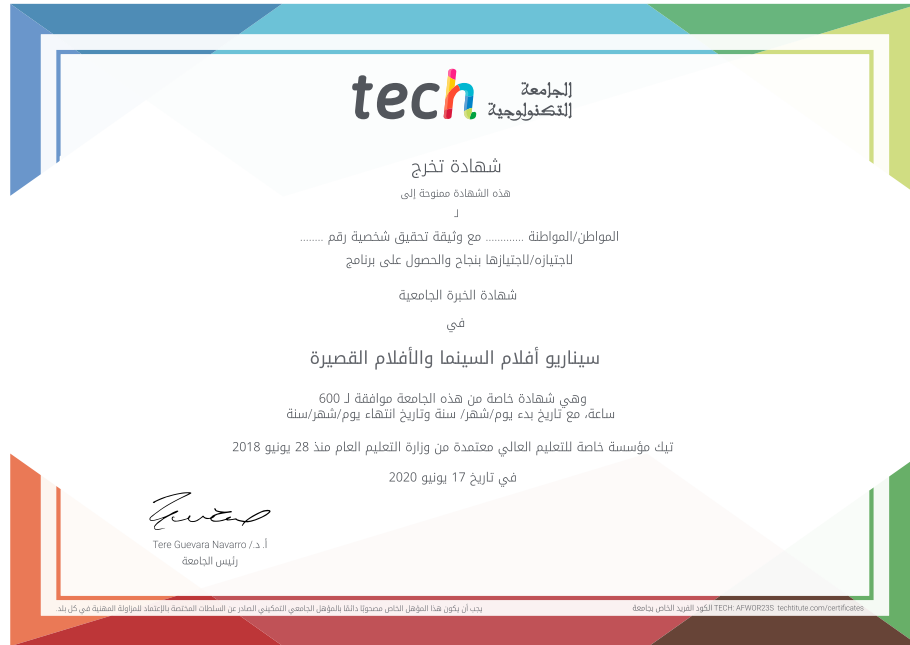 tech الجامعة
التكنولوجية
شهادة تخرج
هذه الشهادة ممنوحة إلى
لـ
المواطن/المواطنة ............. مع وثيقة تحقيق شخصية رقم ........
لاجتيازه/لاجتيازها بنجاح والحصول على برنامج
شهادة الخبرة الجامعية
في
سيناريو أفلام السينما والأفلام القصيرة
وهي شهادة خاصة من هذه الجامعة موافقة لـ 600
ساعة، مع تاريخ بدء يوم/شهر/ سنة وتاريخ انتهاء يوم/شهر/سنة
تيك مؤسسة خاصة للتعليم العالي معتمدة من وزارة التعليم العام منذ 28 يونيو 2018
في تاريخ 17 يونيو 2020
أ. د./ Tere Guevara Navarro
رئيس الجامعة
يجب أن يكون هذا المؤهل الخاص مصحوبًا دائمًا بالمؤهل الجامعي التمكيني الصادر عن السلطات المختصة بالإعتماد للمزاولة المهنية في كل بلد.
الكود الفريد الخاص بجامعة TECH: AFWOR23S techtitute.com/certificates